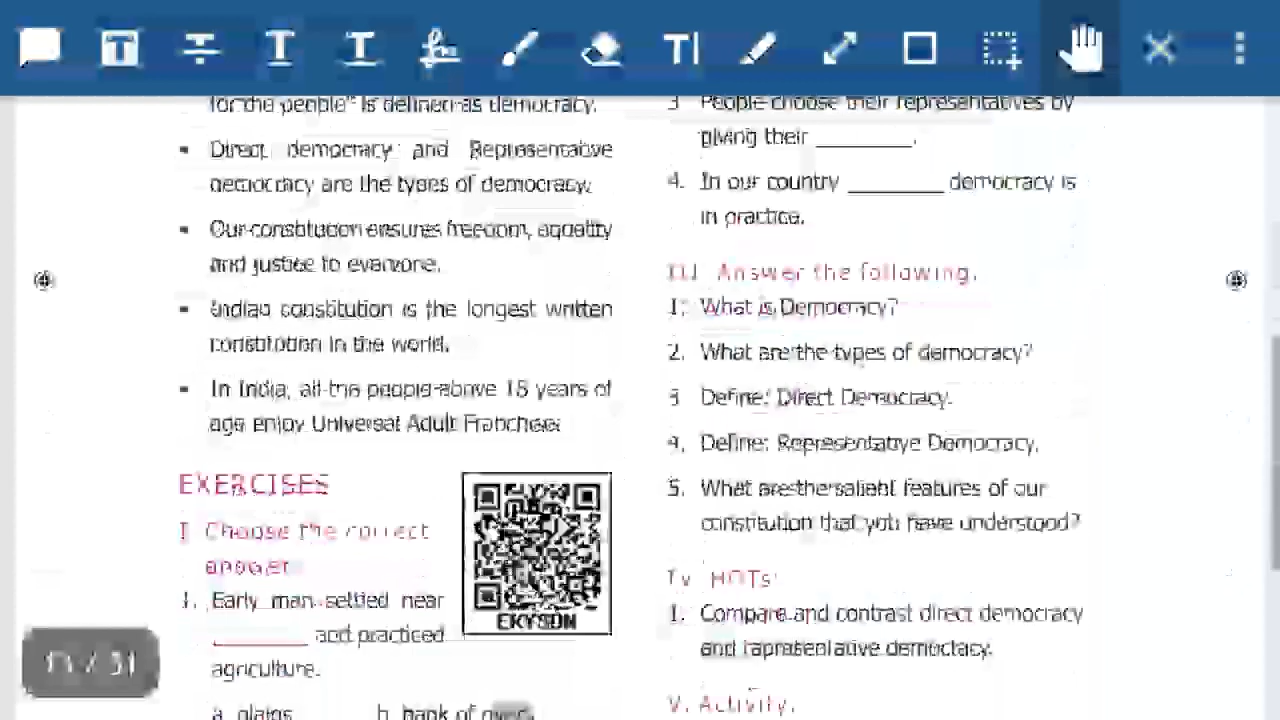 for the people" is defined as democracy.
Direct democracy and Representative
democracy are the types of democracy.
Our constitution ensures freedom, equality
and justice to everyone.
Indian constitution is the longest written
constitution in the world.
In India, all the people above 18 years of
age enjoy Universal Adult Franchise.
EXERCISES
I Choose the correct
answer
1. Early man settled near
_________ and practiced
agriculture.
a. plains b. bank of rivers
3 People choose their representatives by
giving their _________.
4. In our country _________ democracy is
in practice.
III Answer the following.
1. What is Democracy?
2. What are the types of democracy?
3 Define: Direct Democracy.
4. Define: Representative Democracy.
5. What are the salient features of our
constitution that you have understood?
IV HOTs
1. Compare and contrast direct democracy
and representative democracy.
V. Activity.
11 / 31